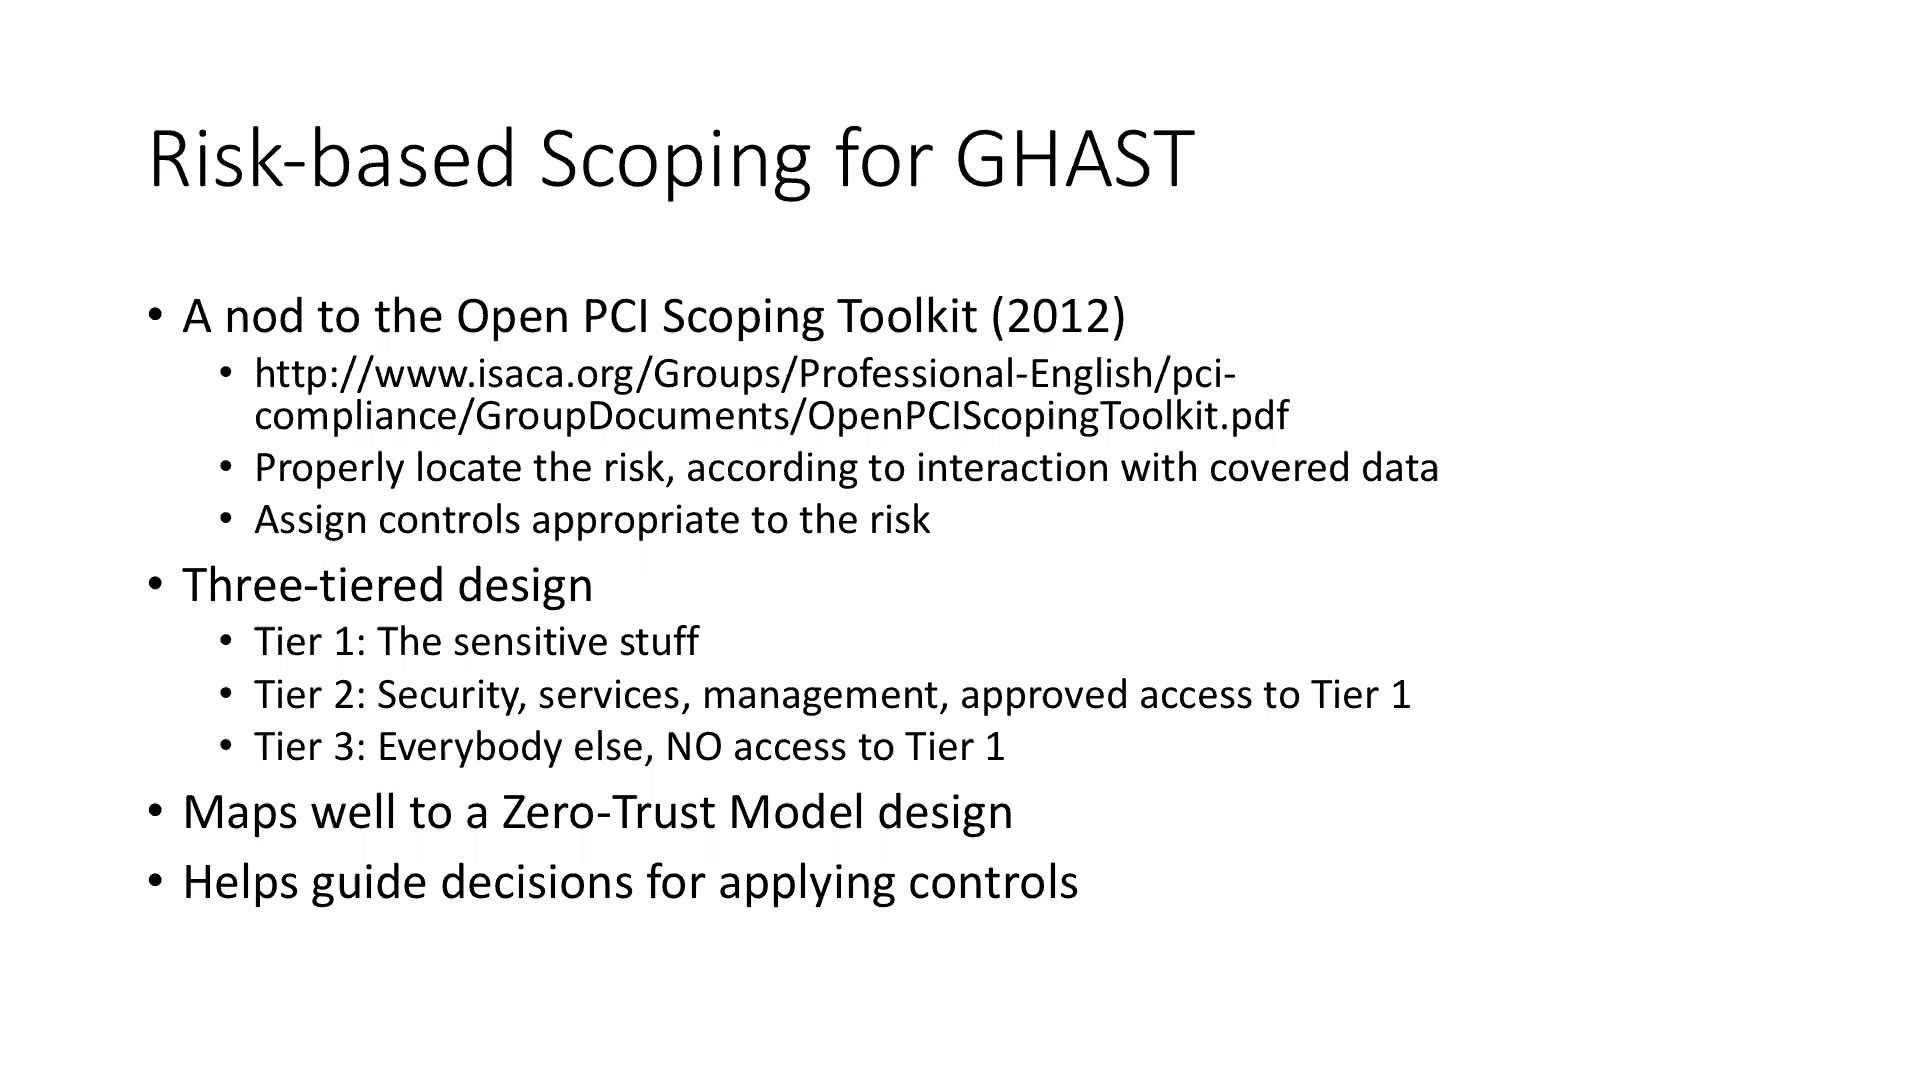 Risk-based Scoping for GHAST
• A nod to the Open PCI Scoping Toolkit (2012)
• http://www.isaca.org/Groups/Professional-English/pci-
compliance/GroupDocuments/OpenPCIScopingToolkit.pdf
• Properly locate the risk, according to interaction with covered data
• Assign controls appropriate to the risk
• Three-tiered design
• Tier 1: The sensitive stuff
• Tier 2: Security, services, management, approved access to Tier 1
• Tier 3: Everybody else, NO access to Tier 1
• Maps well to a Zero-Trust Model design
• Helps guide decisions for applying controls